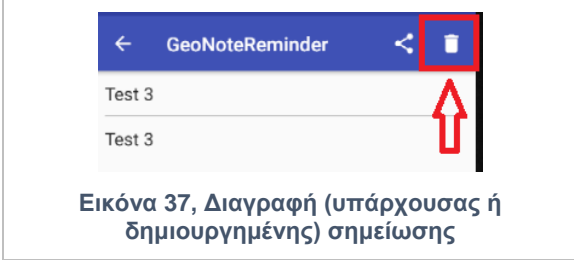 GeoNoteReminder
Test 3
Test 3
Εικόνα 37, Διαγραφή (υπάρχουσας ή
δημιουργημένης) σημείωσης